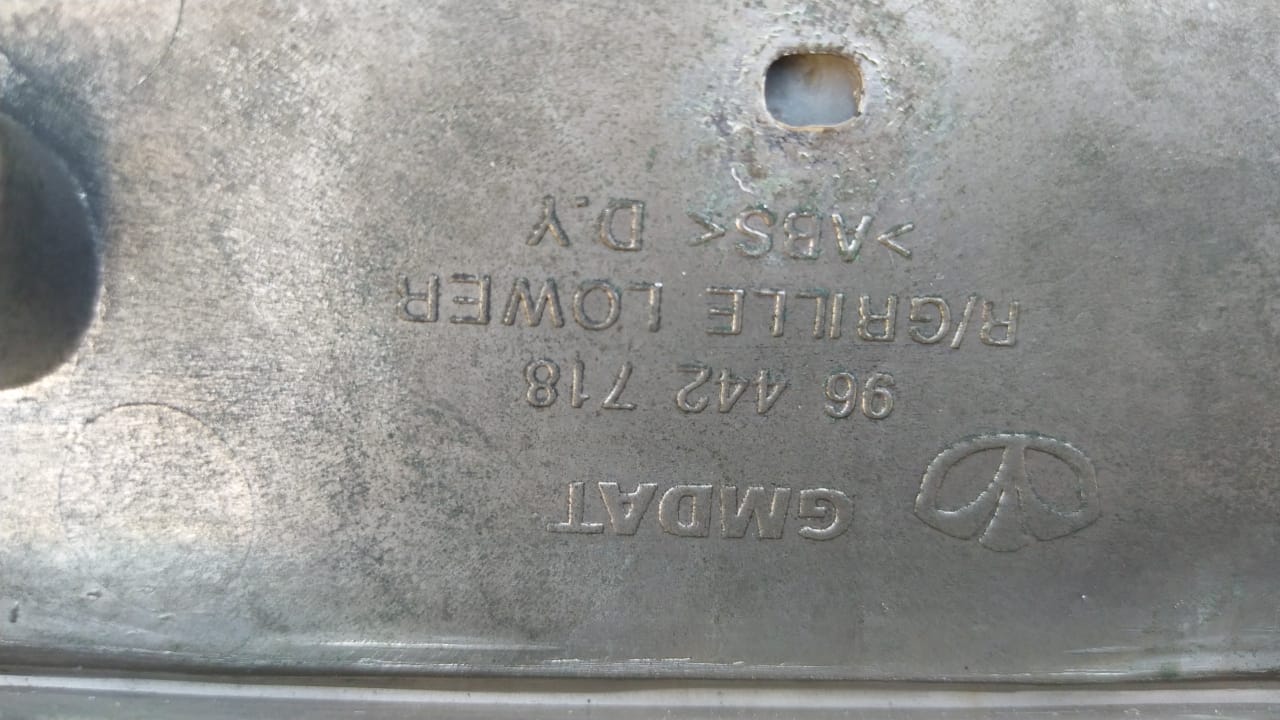 GMDAT
96 442 718
R/GRILLE LOWER
>ABS< D.Y